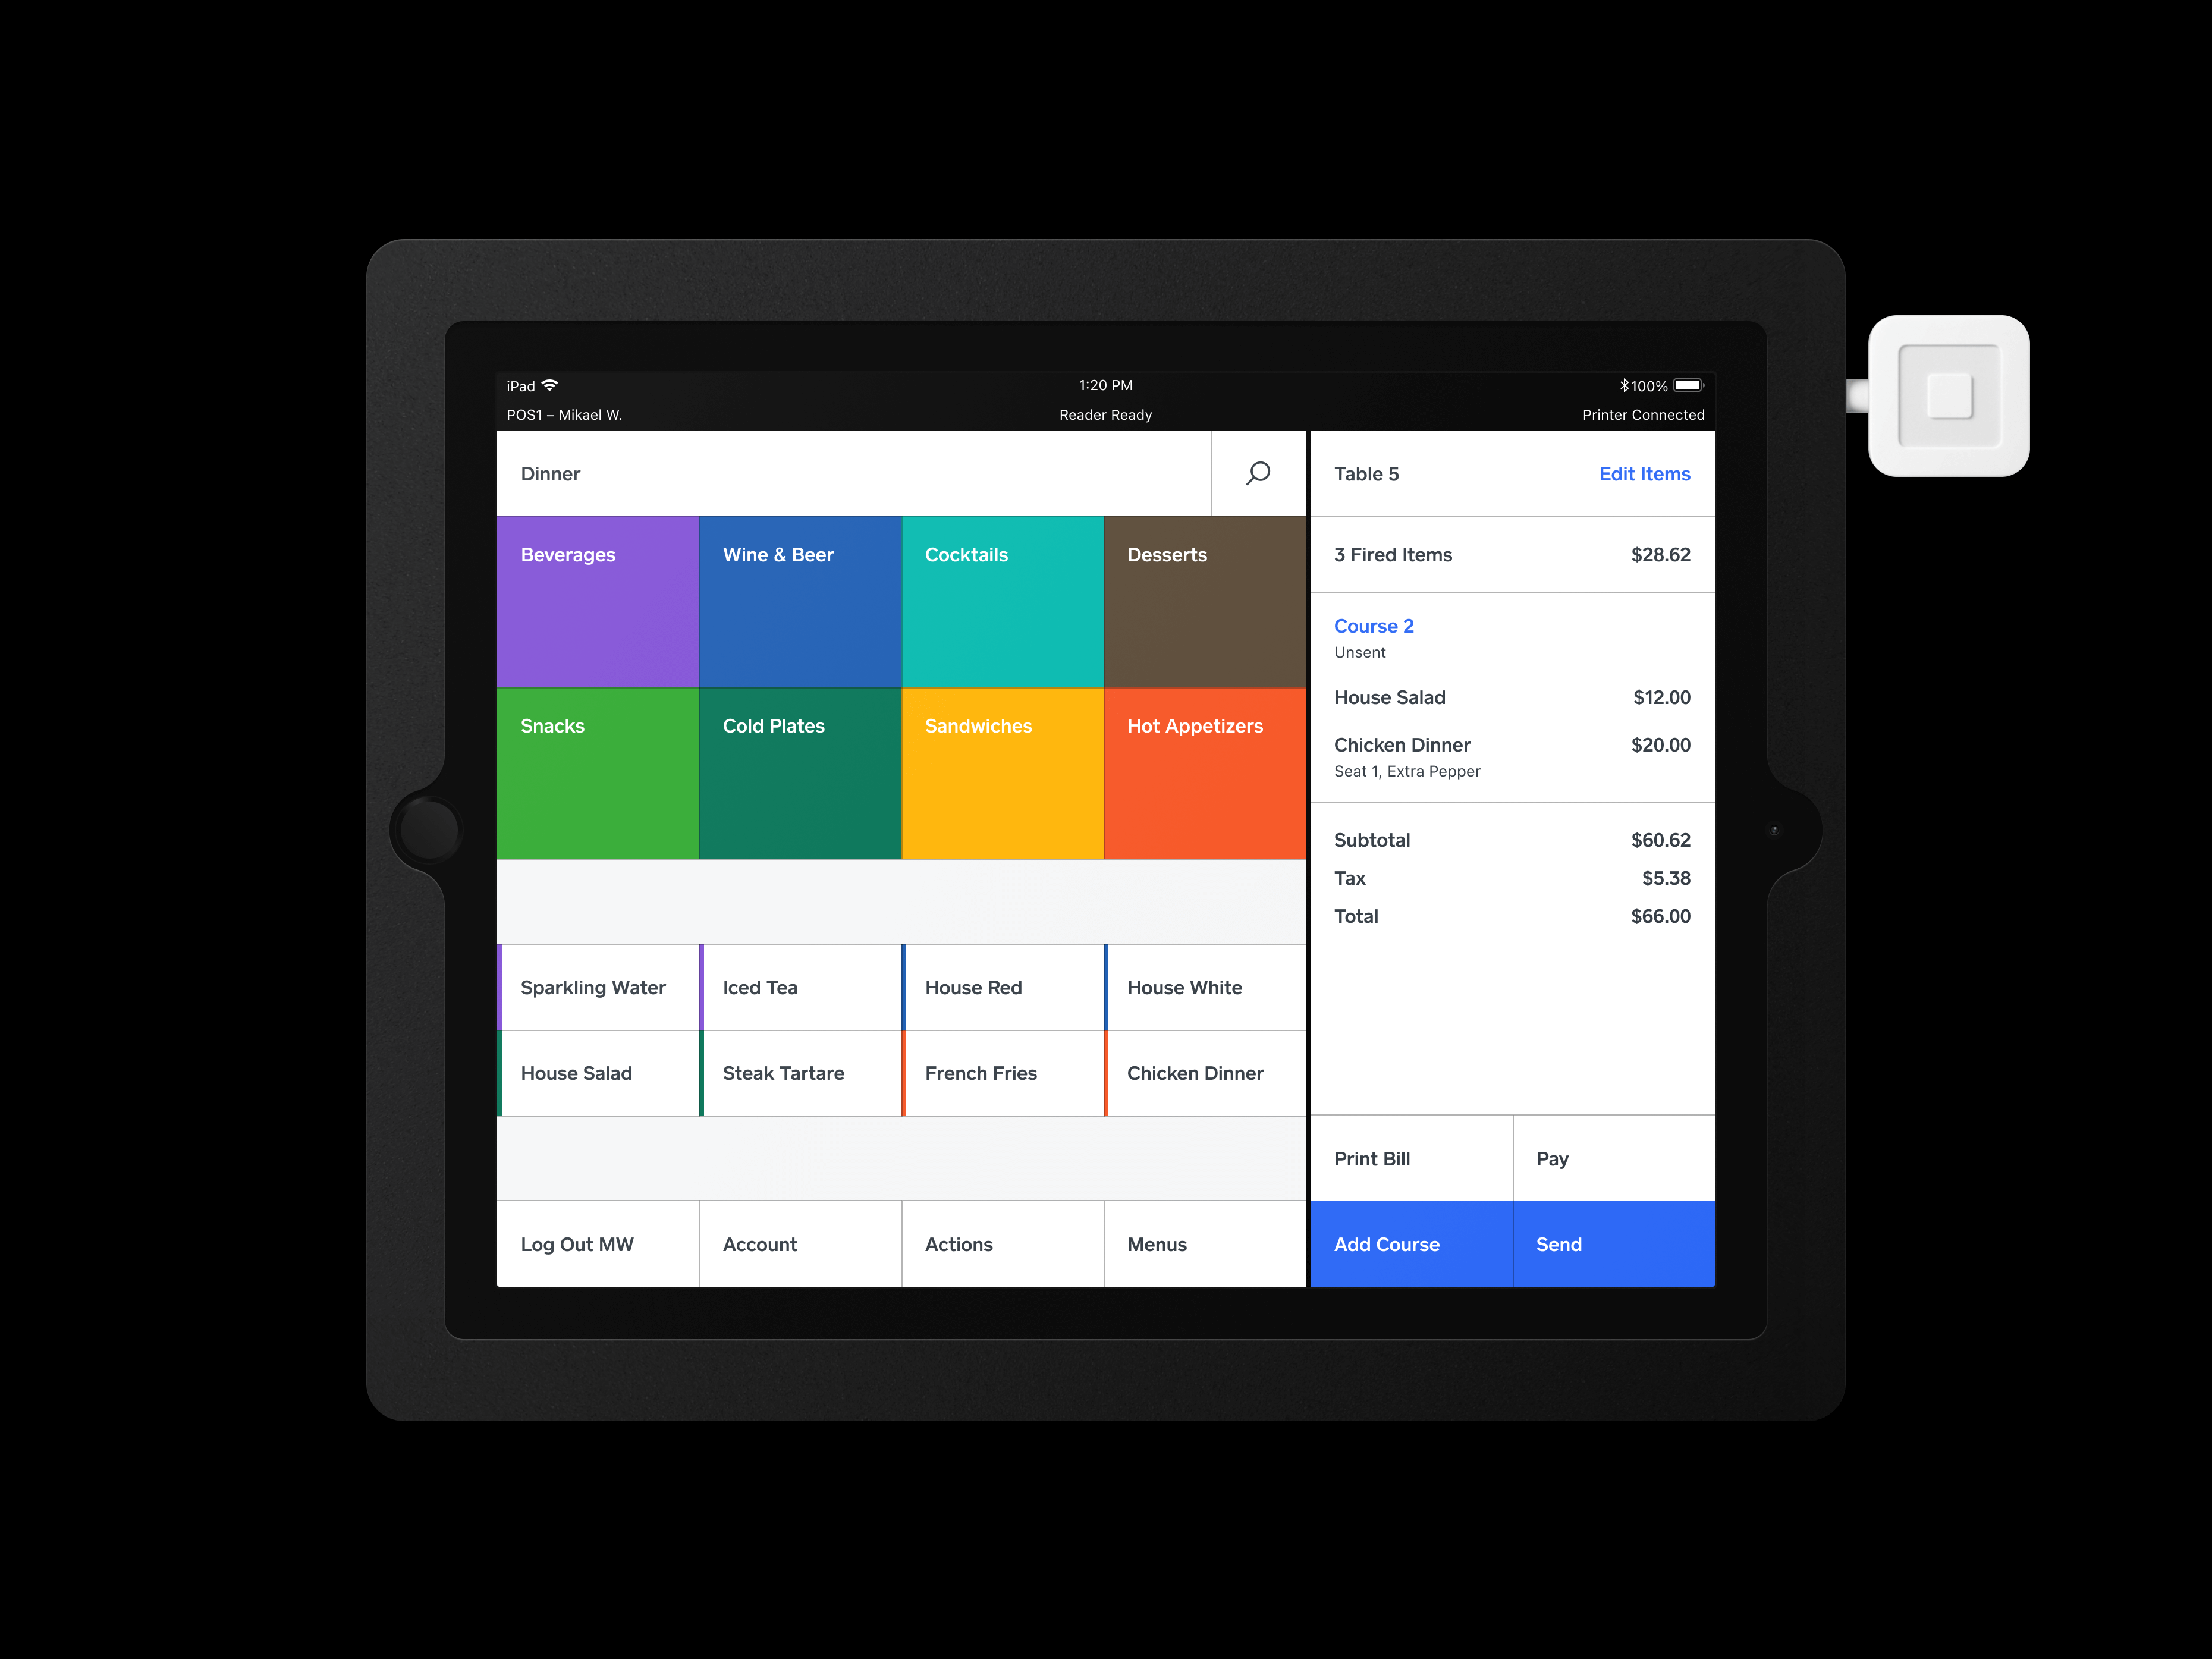 iPad
1:20 PM
100%
POS1 – Mikael W.
Reader Ready
Printer Connected
Dinner
Beverages
Wine & Beer
Cocktails
Desserts
Snacks
Cold Plates
Sandwiches
Hot Appetizers
Sparkling Water
Iced Tea
House Red
House White
House Salad
Steak Tartare
French Fries
Chicken Dinner
Log Out MW
Account
Actions
Menus
Table 5 Edit Items
3 Fired Items $28.62
Course 2
Unsent
House Salad $12.00
Chicken Dinner $20.00
Seat 1, Extra Pepper
Subtotal $60.62
Tax $5.38
Total $66.00
Print Bill
Pay
Add Course
Send